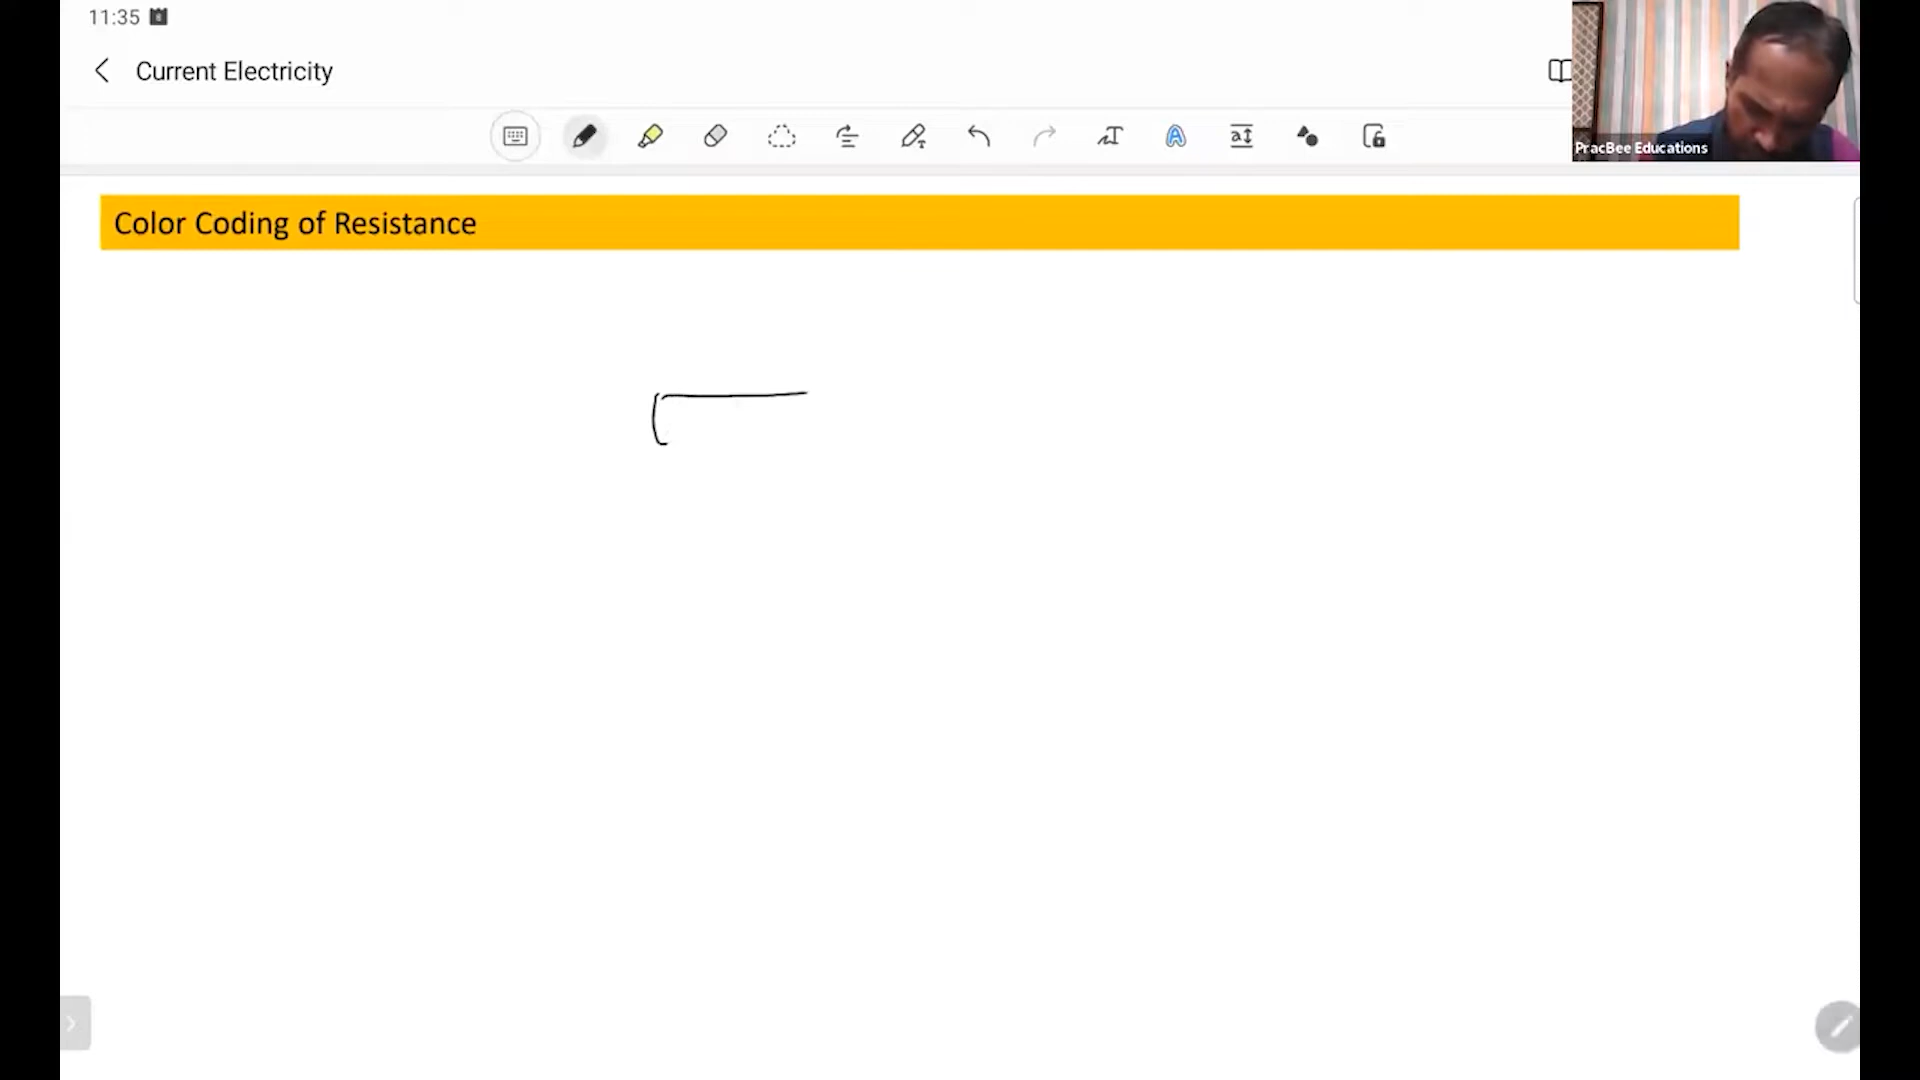 11:35
Current Electricity
PracBee Educations
Color Coding of Resistance